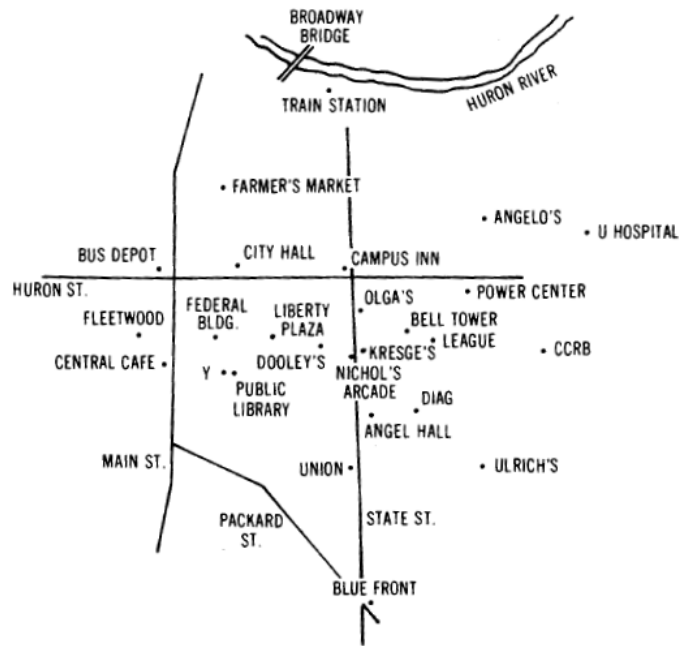 BROADWAY
BRIDGE
HURON RIVER
TRAIN STATION
FARMER'S MARKET
ANGELO'S
U HOSPITAL
BUS DEPOT
CITY HALL
CAMPUS INN
HURON ST.
POWER CENTER
OLGA'S
FEDERAL
BLDG.
LIBERTY
PLAZA
FLEETWOOD
BELL TOWER
LEAGUE
CCRB
CENTRAL CAFE
DOOLEY'S
KRESGE'S
Y
NICHOL'S
ARCADE
PUBLIC
LIBRARY
DIAG
ANGEL HALL
MAIN ST.
UNION
ULRICH'S
PACKARD
ST.
STATE ST.
BLUE FRONT